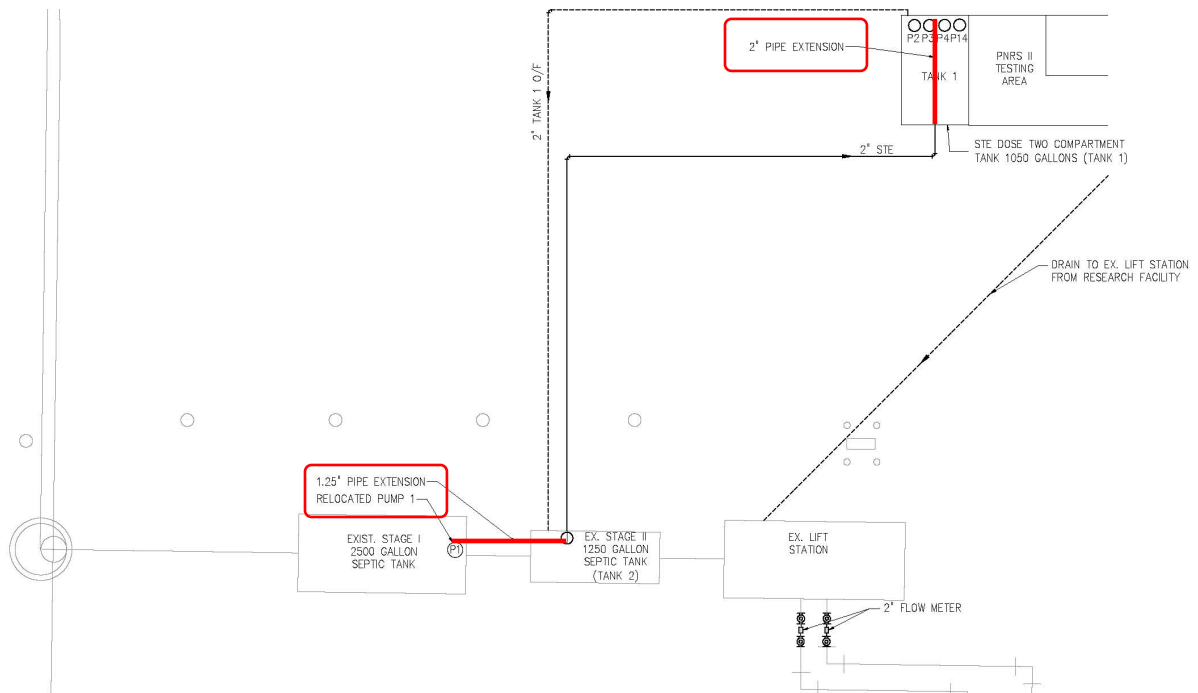 P2 P3 P4 P14
2" PIPE EXTENSION
TANK 1
PNRS II
TESTING
AREA
2" TANK 1 O/F
2" STE
STE DOSE TWO COMPARTMENT
TANK 1050 GALLONS (TANK 1)
DRAIN TO EX. LIFT STATION
FROM RESEARCH FACILITY
1.25" PIPE EXTENSION
RELOCATED PUMP 1
EXIST. STAGE I
2500 GALLON
SEPTIC TANK
P1
EX. STAGE II
1250 GALLON
SEPTIC TANK
(TANK 2)
EX. LIFT
STATION
2" FLOW METER